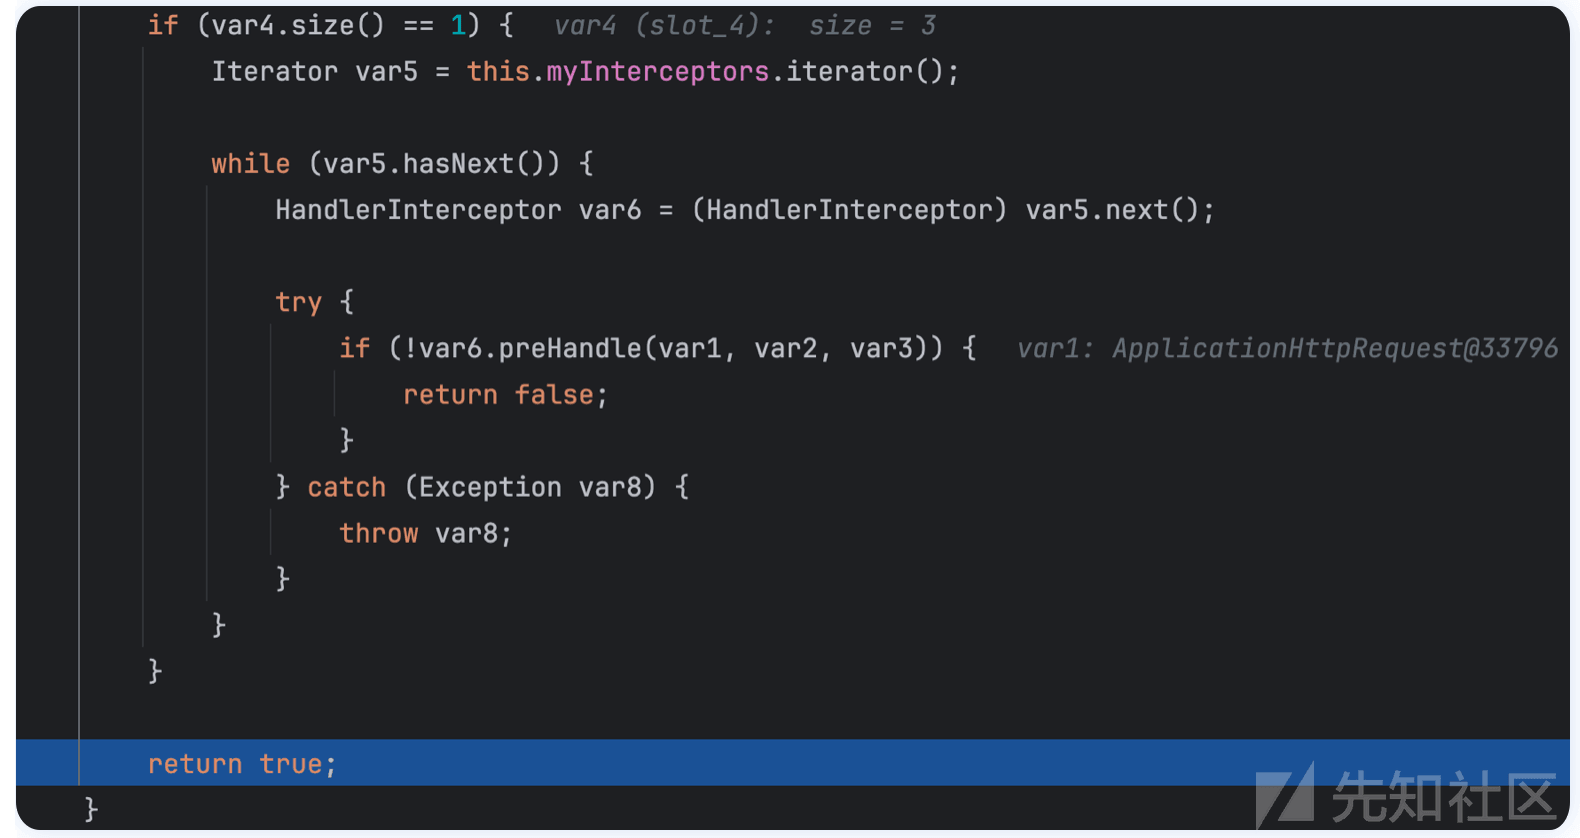 if (var4.size() == 1) {   var4 (slot_4):  size = 3
Iterator var5 = this.myInterceptors.iterator();
while (var5.hasNext()) {
HandlerInterceptor var6 = (HandlerInterceptor) var5.next();
try {
if (!var6.preHandle(var1, var2, var3)) {   var1: ApplicationHttpRequest@33796
return false;
}
} catch (Exception var8) {
throw var8;
}
}
}
return true;
}
先知社区